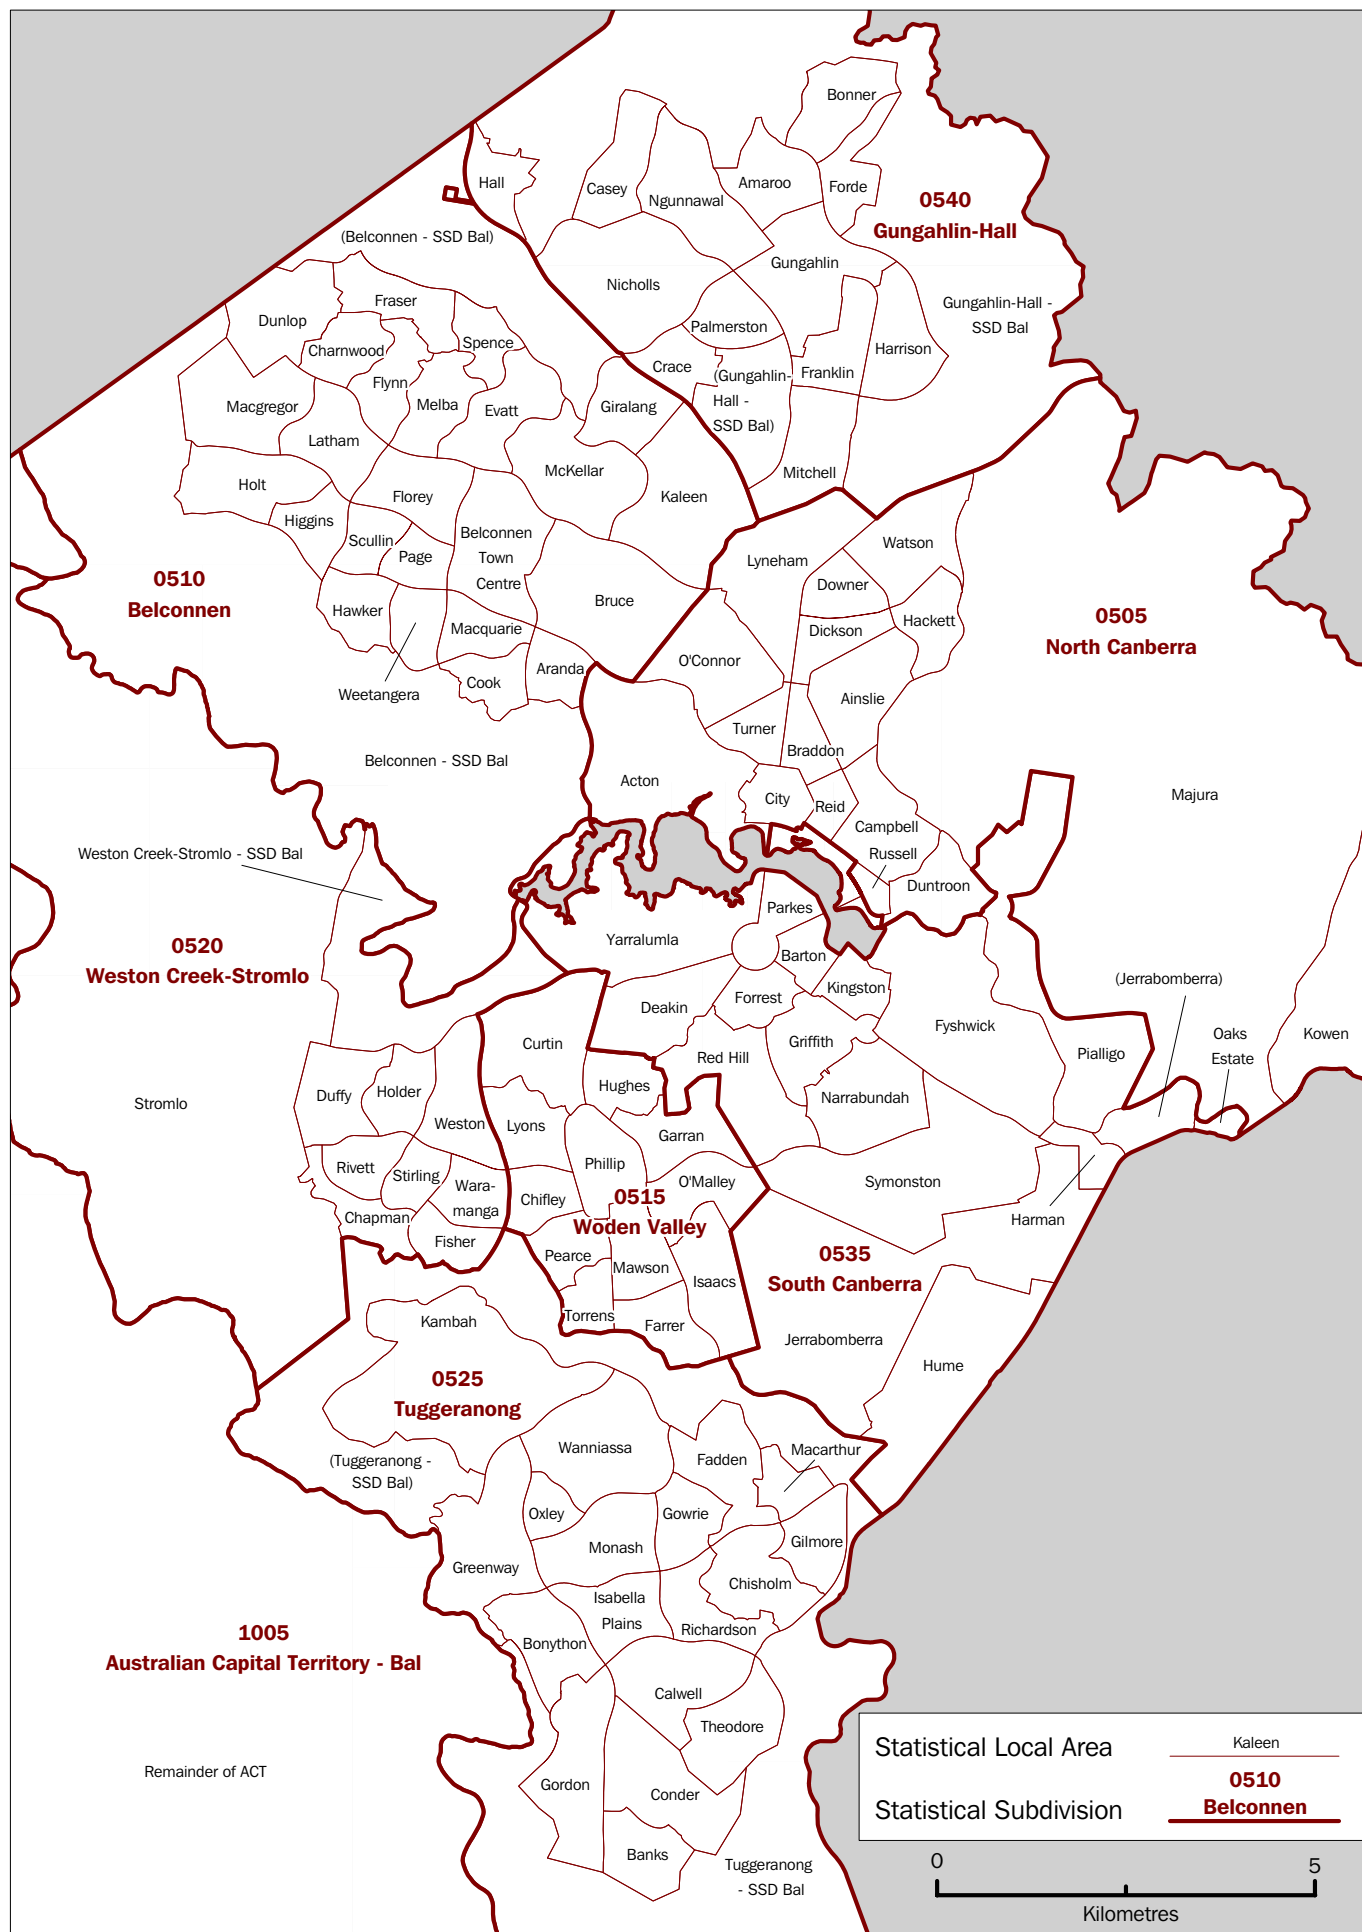 Bonner
Hall
Casey
Ngunnawal
Amaroo
Forde
0540
Gungahlin-Hall
(Belconnen - SSD Bal)
Nicholls
Gungahlin
Gungahlin-Hall -
SSD Bal
Dunlop
Fraser
Spence
Charnwood
Palmerston
Harrison
Crace
(Gungahlin-
Hall -
SSD Bal)
Franklin
Flynn
Melba
Evatt
Giralang
Macgregor
Latham
McKellar
Mitchell
Holt
Florey
Kaleen
Higgins
Scullin
Page
Belconnen
Town
Centre
Lyneham
Watson
0510
Belconnen
Downer
Hawker
Bruce
Hackett
0505
North Canberra
Macquarie
Dickson
O'Connor
Weetangera
Cook
Aranda
Ainslie
Turner
Braddon
Belconnen - SSD Bal
Acton
City
Reid
Majura
Campbell
Weston Creek-Stromlo - SSD Bal
Russell
Duntroon
Parkes
0520
Weston Creek-Stromlo
Yarralumla
Barton
(Jerrabomberra)
Kingston
Forrest
Deakin
Fyshwick
Oaks
Estate
Kowen
Curtin
Griffith
Red Hill
Pialligo
Stromlo
Duffy
Holder
Hughes
Narrabundah
Weston
Lyons
Garran
Rivett
Stirling
Phillip
O'Malley
Symonston
Wara-
manga
Chifley
0515
Woden Valley
Harman
Chapman
Fisher
Pearce
Mawson
Isaacs
0535
South Canberra
Torrens
Farrer
Kambah
Jerrabomberra
Hume
0525
Tuggeranong
(Tuggeranong -
SSD Bal)
Wanniassa
Fadden
Macarthur
Oxley
Gowrie
Monash
Gilmore
Greenway
Chisholm
Isabella
Plains
Richardson
Bonython
1005
Australian Capital Territory - Bal
Calwell
Theodore
Remainder of ACT
Gordon
Conder
Banks
Tuggeranong
- SSD Bal
Statistical Local Area
Kaleen
Statistical Subdivision
0510
Belconnen
0
5
Kilometres